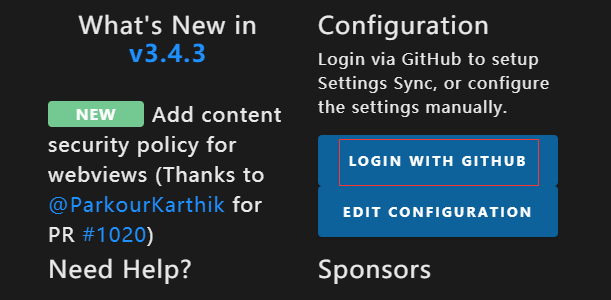 What's New in
v3.4.3
NEW Add content
security policy for
webviews (Thanks to
@ParkourKarthik for
PR #1020)
Need Help?
Configuration
Login via GitHub to setup
Settings Sync, or configure
the settings manually.
LOGIN WITH GITHUB
EDIT CONFIGURATION
Sponsors